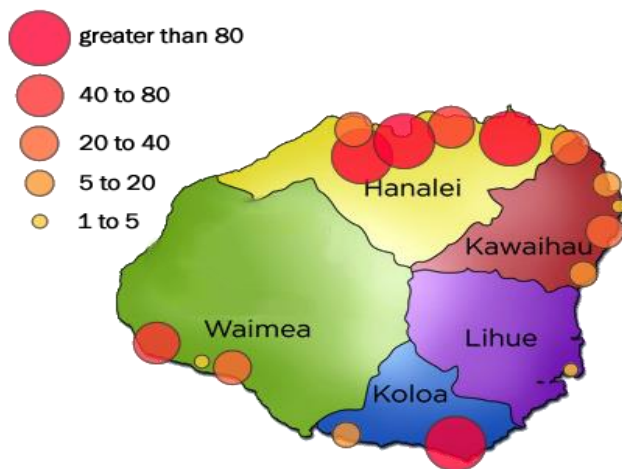 greater than 80
40 to 80
20 to 40
5 to 20
1 to 5
Hanalei
Kawaihau
Waimea
Lihue
Koloa